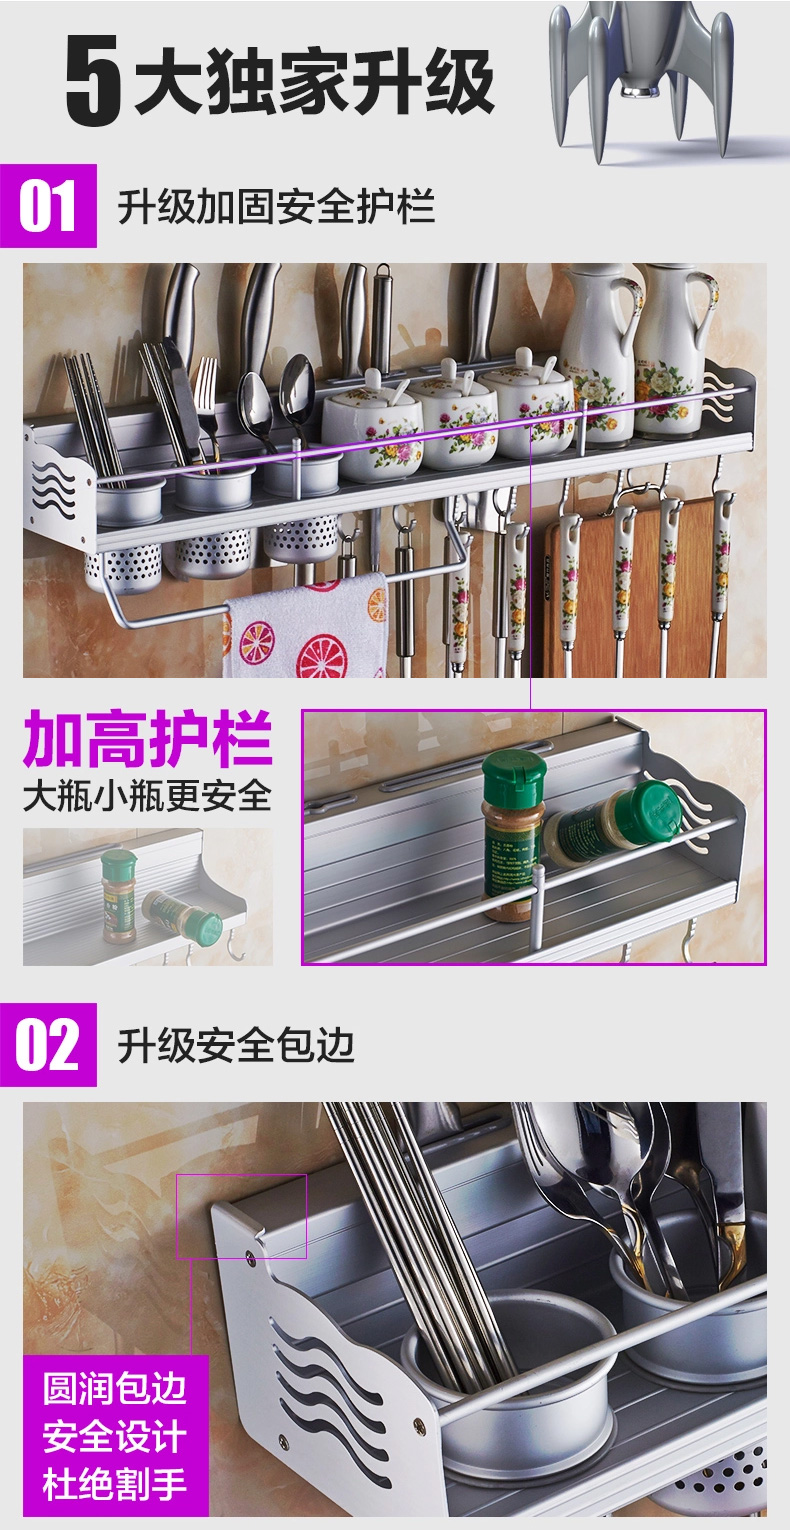 5大独家升级
01 升级加固安全护栏
加高护栏
大瓶小瓶更安全
02 升级安全包边
圆润包边
安全设计
杜绝割手